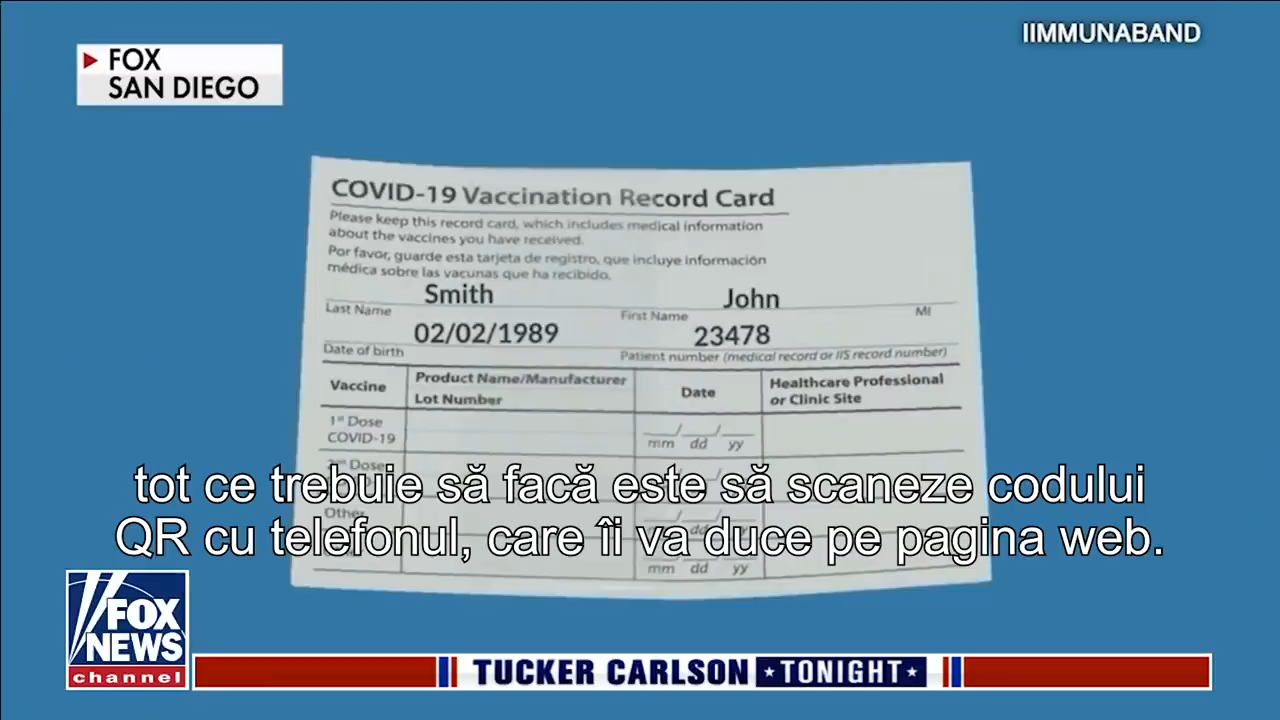 IIMMUNABAND
FOX
SAN DIEGO
COVID-19 Vaccination Record Card
Please keep this record card, which includes medical information
about the vaccines you have received.
Por favor, guarde esta tarjeta de registro, que incluye información
médica sobre las vacunas que ha recibido.
Smith John
Last Name First Name MI
02/02/1989 23478
Date of birth Patient number (medical record or IIS record number)
Vaccine Product Name/Manufacturer Date Healthcare Professional
Lot Number or Clinic Site
1st Dose
COVID-19
__/__/__
mm dd yy
Dose
tot ce trebuie să facă este să scaneze codului
Other
QR cu telefonul, care îi va duce pe pagina web.
mm dd yy
FOX
NEWS
channel
TUCKER CARLSON TONIGHT